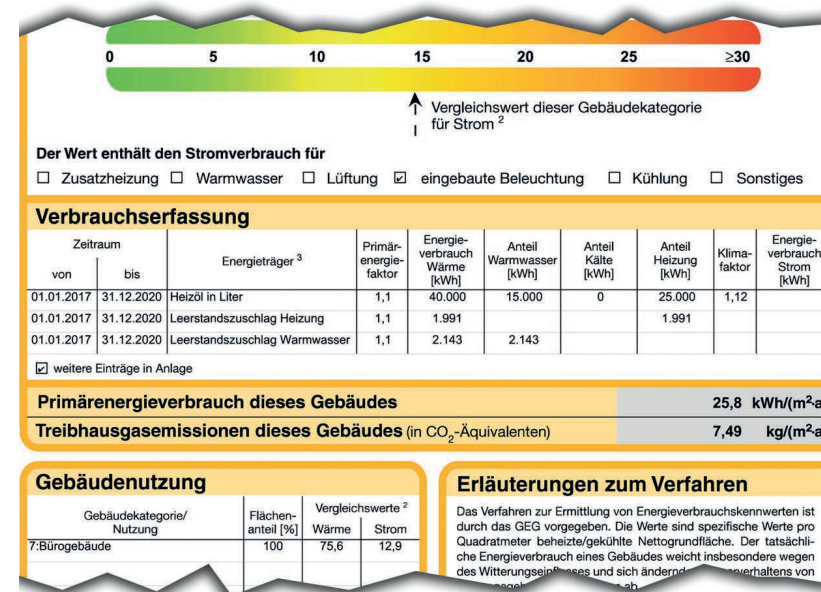 0 5 10 15 20 25 ≥30
Vergleichswert dieser Gebäudekategorie
für Strom 2
Der Wert enthält den Stromverbrauch für
☐ Zusatzheizung ☐ Warmwasser ☐ Lüftung ☑ eingebaute Beleuchtung ☐ Kühlung ☐ Sonstiges
Verbrauchserfassung
Zeitraum
von bis
Energieträger 3
Primär-
energie-
faktor
Energie-
verbrauch
Wärme
[kWh]
Anteil
Warmwasser
[kWh]
Anteil
Kälte
[kWh]
Anteil
Heizung
[kWh]
Klima-
faktor
Energie-
verbrauch
Strom
[kWh]
01.01.2017 31.12.2020 Heizöl in Liter 1,1 40.000 15.000 0 25.000 1,12
01.01.2017 31.12.2020 Leerstandszuschlag Heizung 1,1 1.991 1.991
01.01.2017 31.12.2020 Leerstandszuschlag Warmwasser 1,1 2.143 2.143
☑ weitere Einträge in Anlage
Primärenergieverbrauch dieses Gebäudes 25,8 kWh/(m²·a
Treibhausgasemissionen dieses Gebäudes (in CO₂-Äquivalenten) 7,49 kg/(m²·a
Gebäudenutzung
Gebäudekategorie/
Nutzung
Flächen-
anteil [%]
Vergleichswerte 2
Wärme Strom
7:Bürogebäude 100 75,6 12,9
Erläuterungen zum Verfahren
Das Verfahren zur Ermittlung von Energieverbrauchskennwerten ist
durch das GEG vorgegeben. Die Werte sind spezifische Werte pro
Quadratmeter beheizte/gekühlte Nettogrundfläche. Der tatsächli-
che Energieverbrauch eines Gebäudes weicht insbesondere wegen
des und sich von
ab